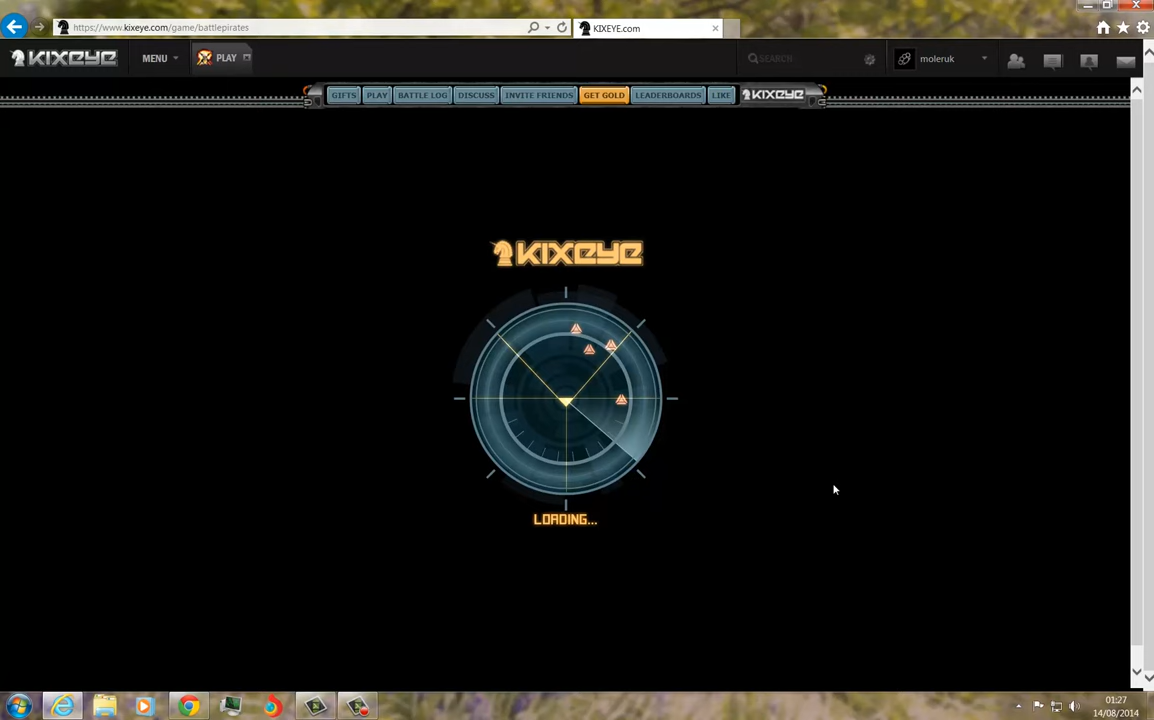 https://www.kixeye.com/game/battlepirates
KIXEYE.com
KIXEYE
MENU
PLAY
SEARCH
moleruk
GIFTS PLAY BATTLE LOG DISCUSS INVITE FRIENDS GET GOLD LEADERBOARDS LIKE KIXEYE
KIXEYE
LOADING...
01:27
14/08/2014